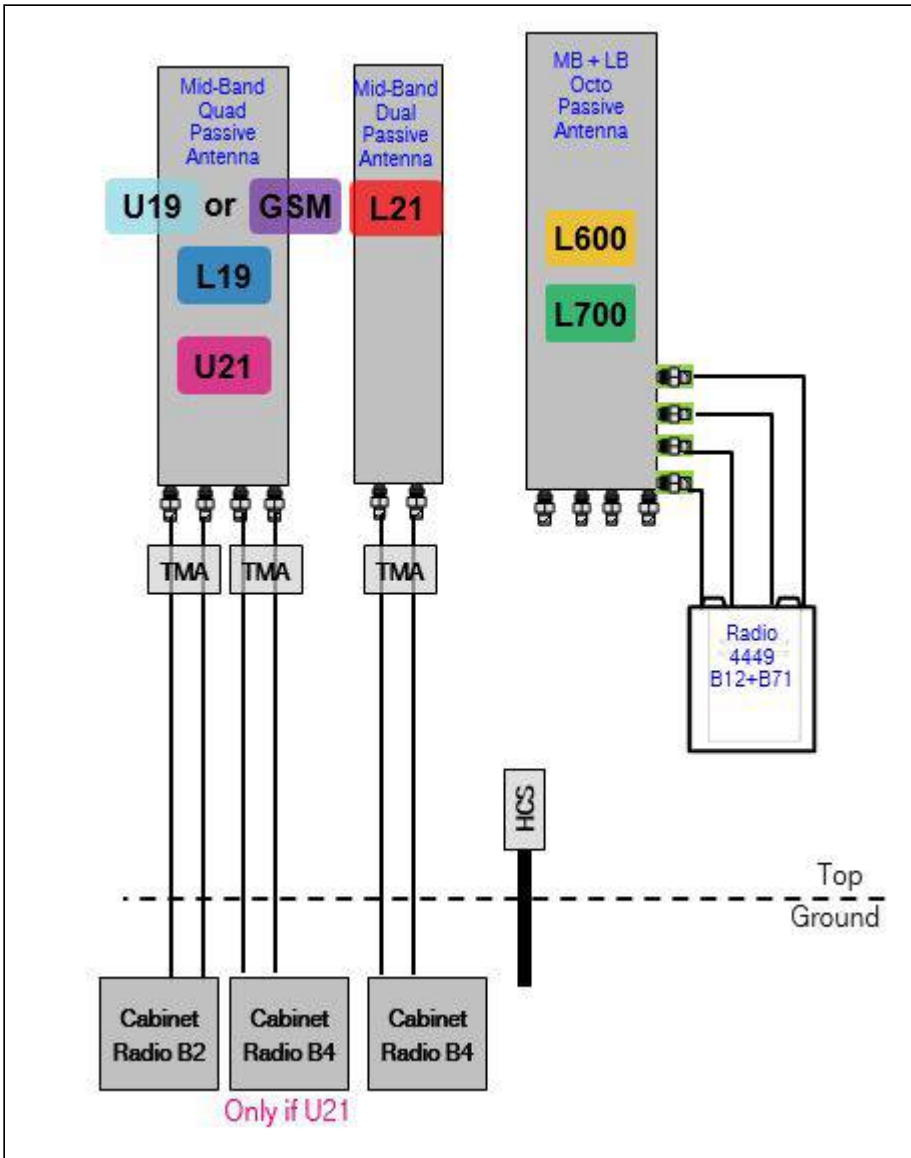 Mid-Band
Quad
Passive
Antenna
U19 or GSM
L19
U21
Mid-Band
Dual
Passive
Antenna
L21
MB + LB
Octo
Passive
Antenna
L600
L700
TMA
TMA
TMA
Radio
4449
B12+B71
HCS
Top
Ground
Cabinet
Radio B2
Cabinet
Radio B4
Only if U21
Cabinet
Radio B4